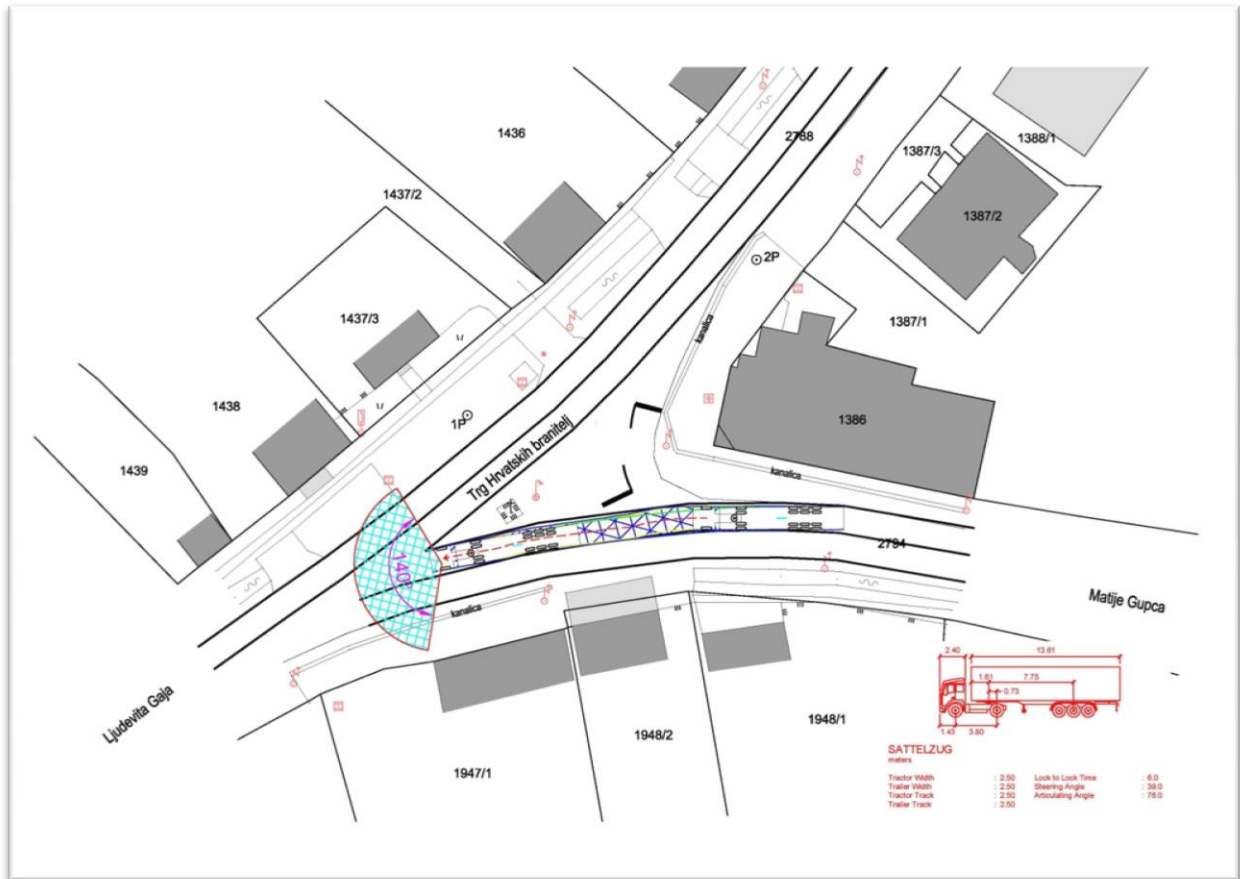 1436
2788
1388/1
1387/3
1437/2
1387/2
2P
1437/3
kanalica
1387/1
1438
1P
1386
Trg Hrvatskih branitelj
1439
kanalica
140°
2794
kanalica
Matije Gupca
Ljudevita Gaja
1948/1
1948/2
1947/1
2.40
13.61
1.61
7.75
0.73
1.43
3.80
SATTELZUG
meters
Tractor Width : 2.50 Lock to Lock Time : 6.0
Trailer Width : 2.50 Steering Angle : 39.0
Tractor Track : 2.50 Articulating Angle : 76.0
Trailer Track : 2.50